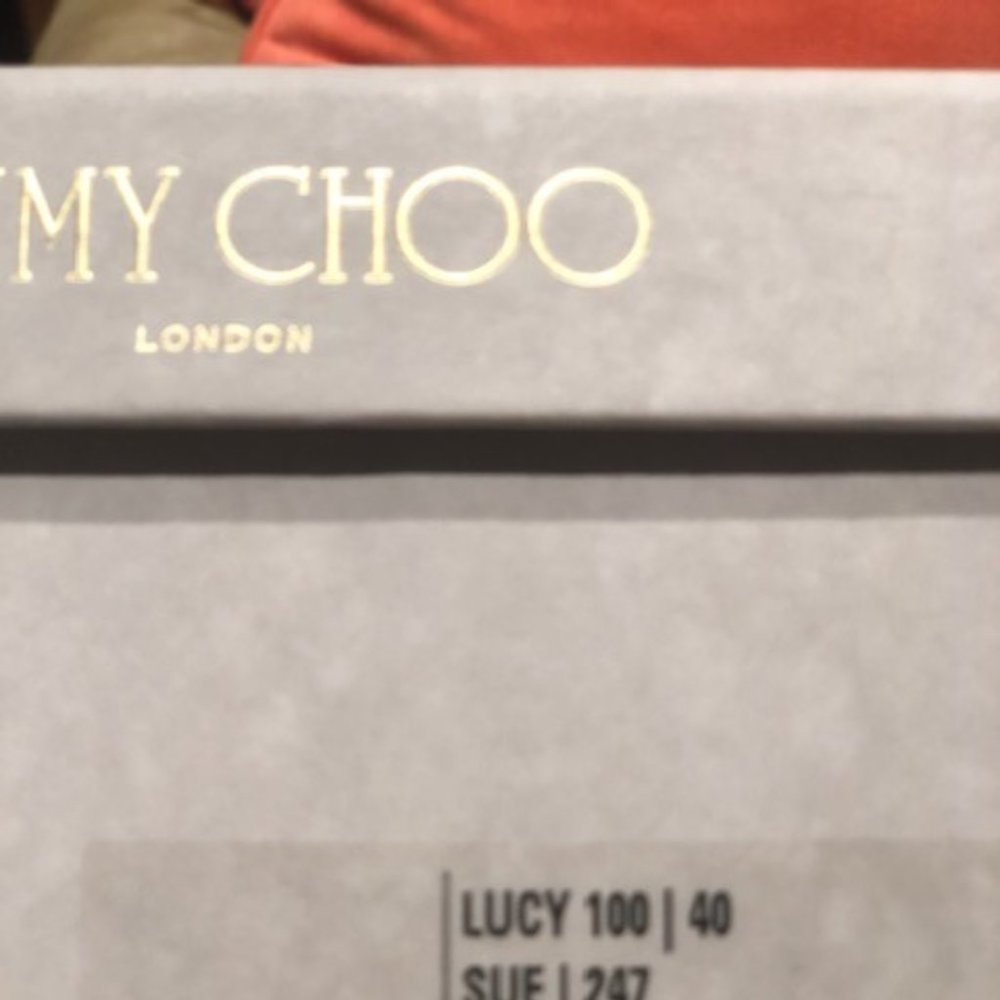 MY CHOO
LONDON
LUCY 100 | 40
SUE | 247